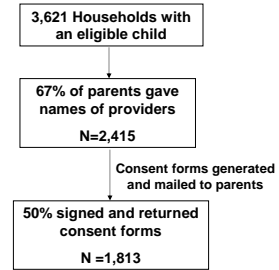 3,621 Households with
an eligible child
67% of parents gave
names of providers
N=2,415
Consent forms generated
and mailed to parents
50% signed and returned
consent forms
N =1,813